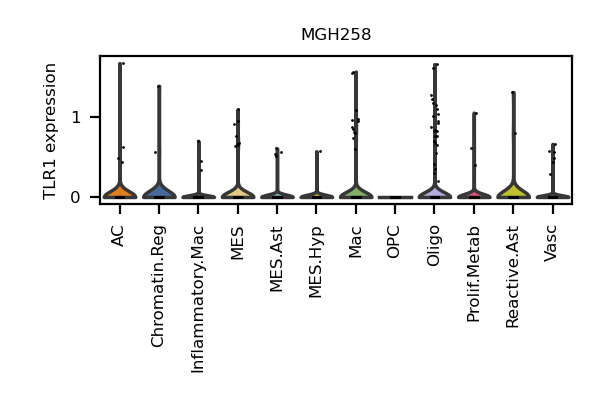 MGH258
TLR1 expression
1
0
AC
Chromatin.Reg
Inflammatory.Mac
MES
MES.Ast
MES.Hyp
Mac
OPC
Oligo
Prolif.Metab
Reactive.Ast
Vasc